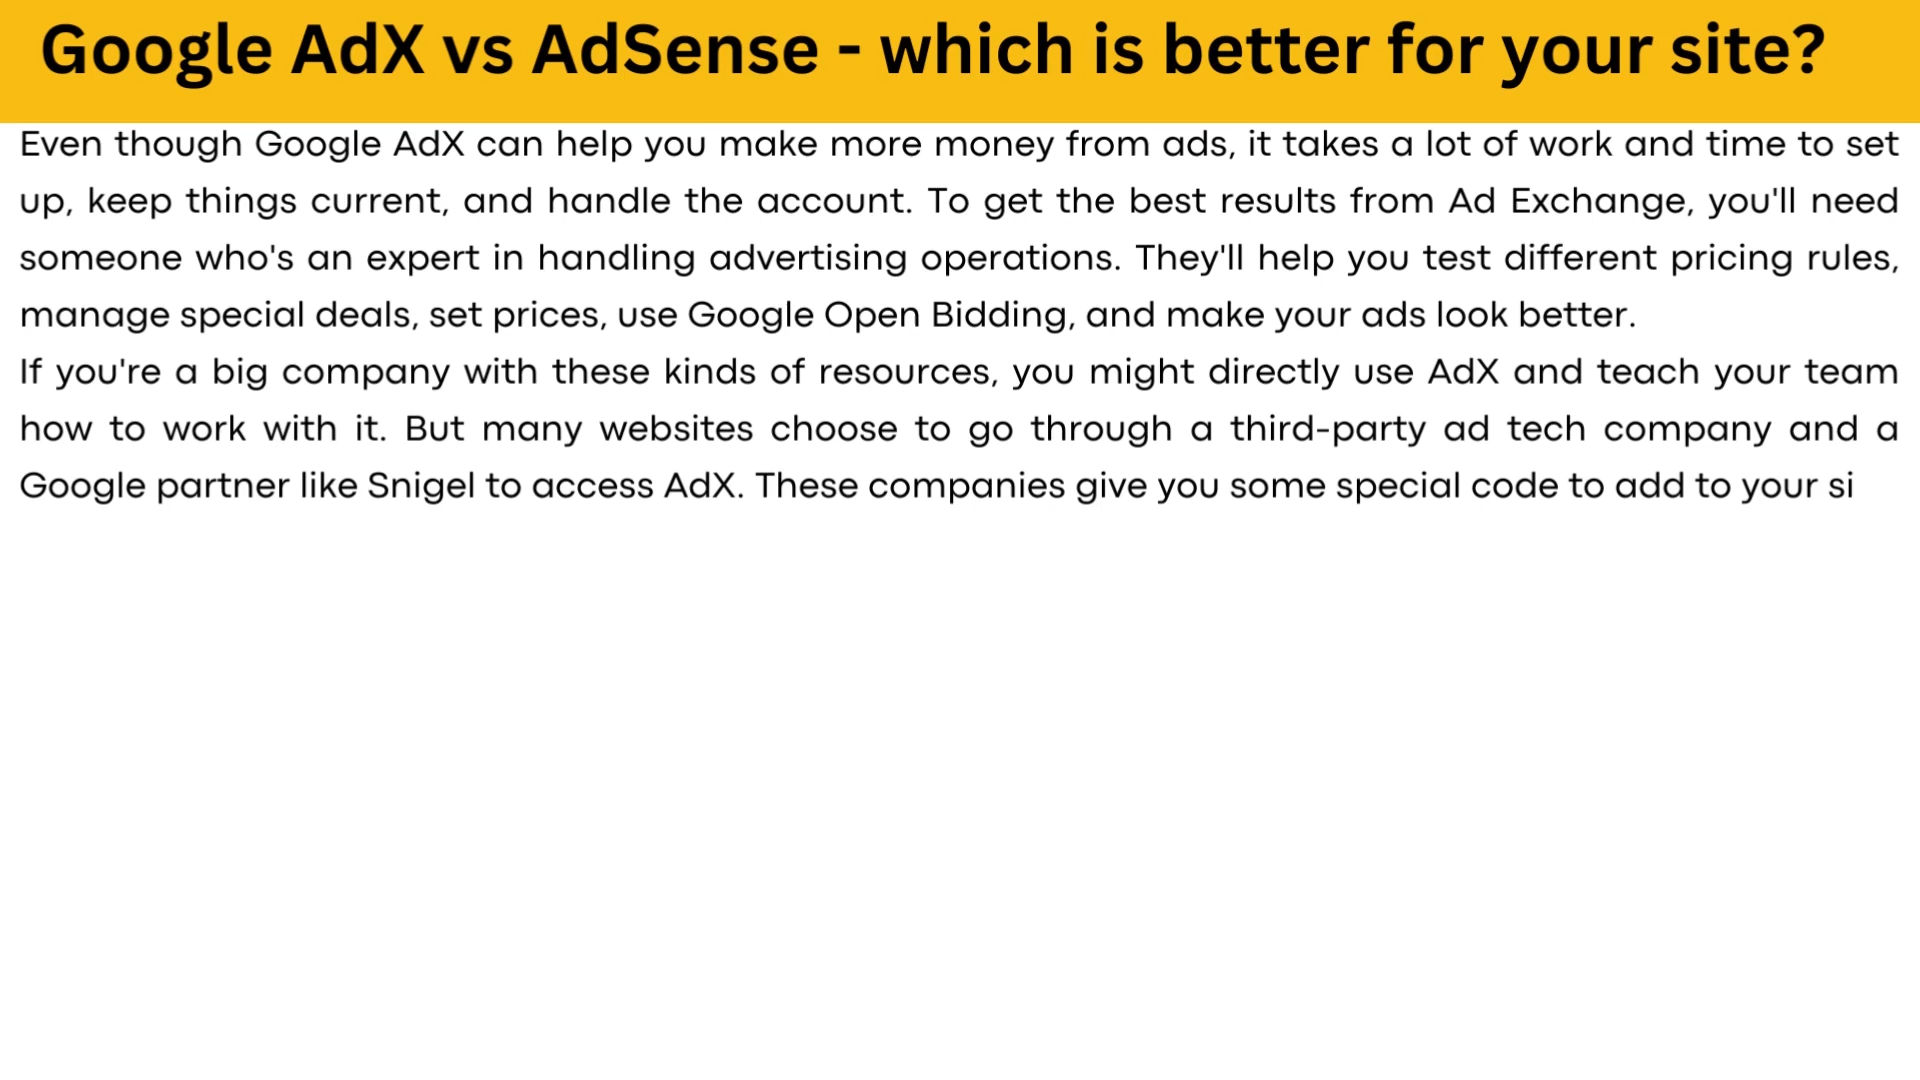 Google AdX vs AdSense - which is better for your site?
Even though Google AdX can help you make more money from ads, it takes a lot of work and time to set
up, keep things current, and handle the account. To get the best results from Ad Exchange, you'll need
someone who's an expert in handling advertising operations. They'll help you test different pricing rules,
manage special deals, set prices, use Google Open Bidding, and make your ads look better.
If you're a big company with these kinds of resources, you might directly use AdX and teach your team
how to work with it. But many websites choose to go through a third-party ad tech company and a
Google partner like Snigel to access AdX. These companies give you some special code to add to your si